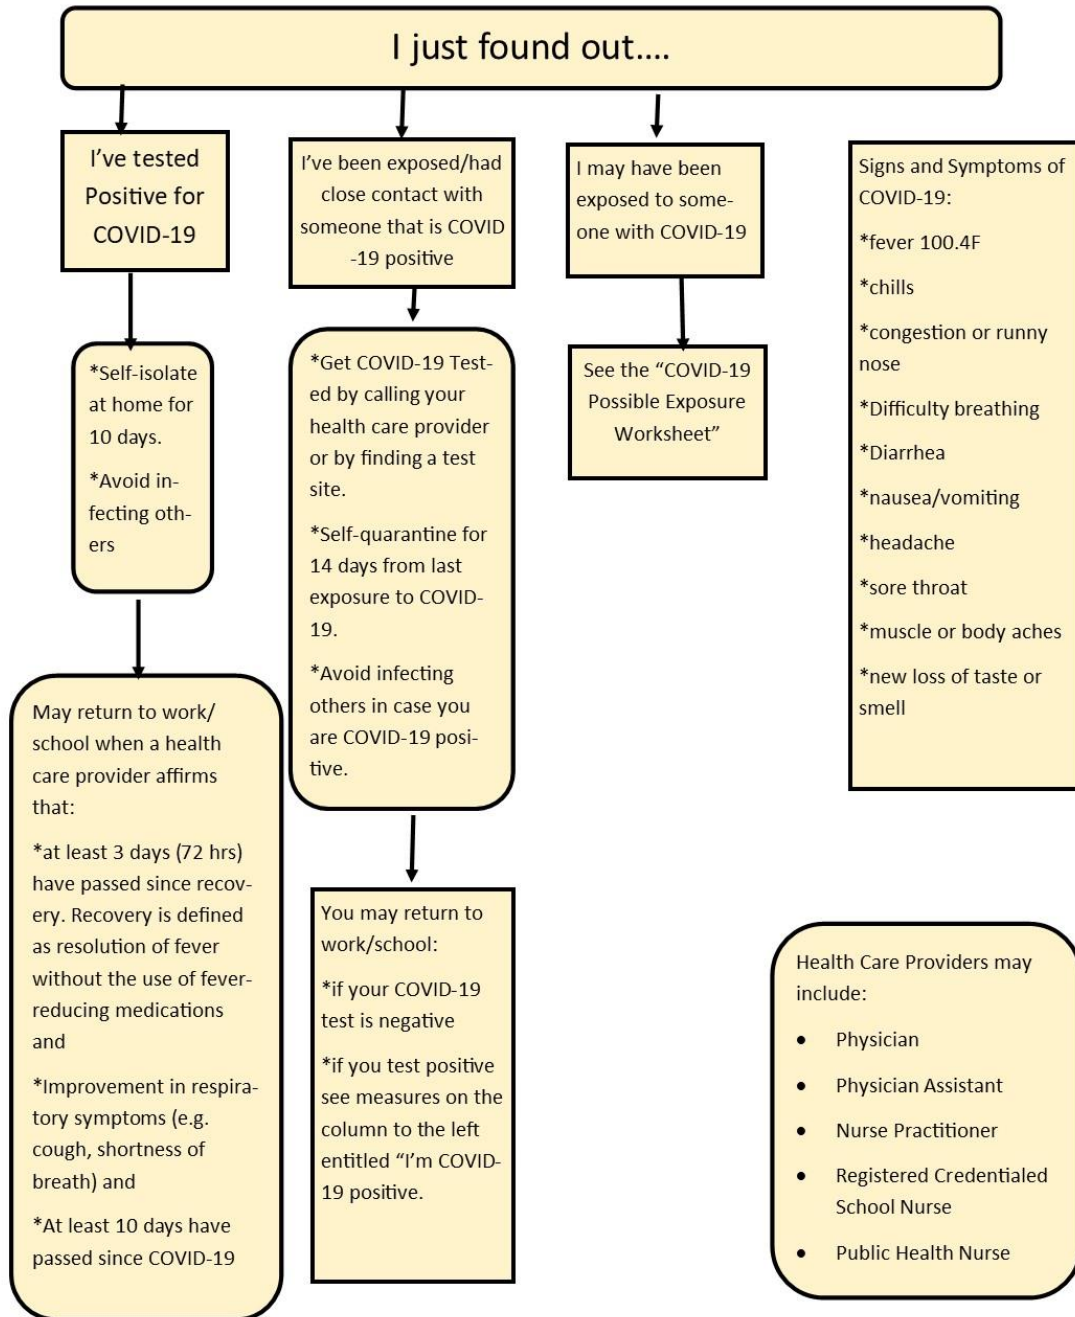 I just found out....
I've tested
Positive for
COVID-19
*Self-isolate
at home for
10 days.
*Avoid in-
fecting oth-
ers
May return to work/
school when a health
care provider affirms
that:
*at least 3 days (72 hrs)
have passed since recov-
ery. Recovery is defined
as resolution of fever
without the use of fever-
reducing medications
and
*Improvement in respira-
tory symptoms (e.g.
cough, shortness of
breath) and
*At least 10 days have
passed since COVID-19
I've been exposed/had
close contact with
someone that is COVID
-19 positive
*Get COVID-19 Test-
ed by calling your
health care provider
or by finding a test
site.
*Self-quarantine for
14 days from last
exposure to COVID-
19.
*Avoid infecting
others in case you
are COVID-19 posi-
tive.
You may return to
work/school:
*if your COVID-19
test is negative
*if you test positive
see measures on the
column to the left
entitled “I'm COVID-
19 positive.
I may have been
exposed to some-
one with COVID-19
See the “COVID-19
Possible Exposure
Worksheet”
Signs and Symptoms of
COVID-19:
*fever 100.4F
*chills
*congestion or runny
nose
*Difficulty breathing
*Diarrhea
*nausea/vomiting
*headache
*sore throat
*muscle or body aches
*new loss of taste or
smell
Health Care Providers may
include:
• Physician
• Physician Assistant
• Nurse Practitioner
• Registered Credentialed
School Nurse
• Public Health Nurse